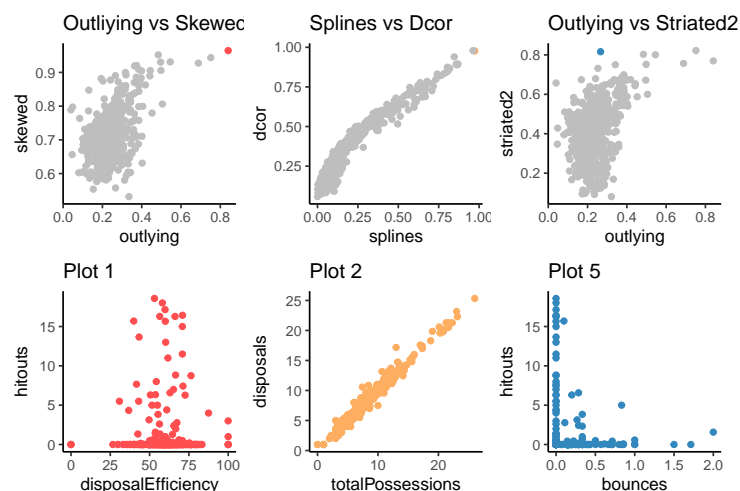 Outliying vs Skewed
0.9
0.8
0.7
0.6
skewed
0.0 0.2 0.4 0.6 0.8
outlying
Splines vs Dcor
1.00
0.75
0.50
0.25
dcor
0.00 0.25 0.50 0.75 1.00
splines
Outlying vs Striated2
0.8
0.6
0.4
0.2
striated2
0.0 0.2 0.4 0.6 0.8
outlying
Plot 1
15
10
5
0
hitouts
0 25 50 75 100
disposalEfficiency
Plot 2
25
20
15
10
5
0
disposals
0 10 20
totalPossessions
Plot 5
15
10
5
0
hitouts
0.0 0.5 1.0 1.5 2.0
bounces